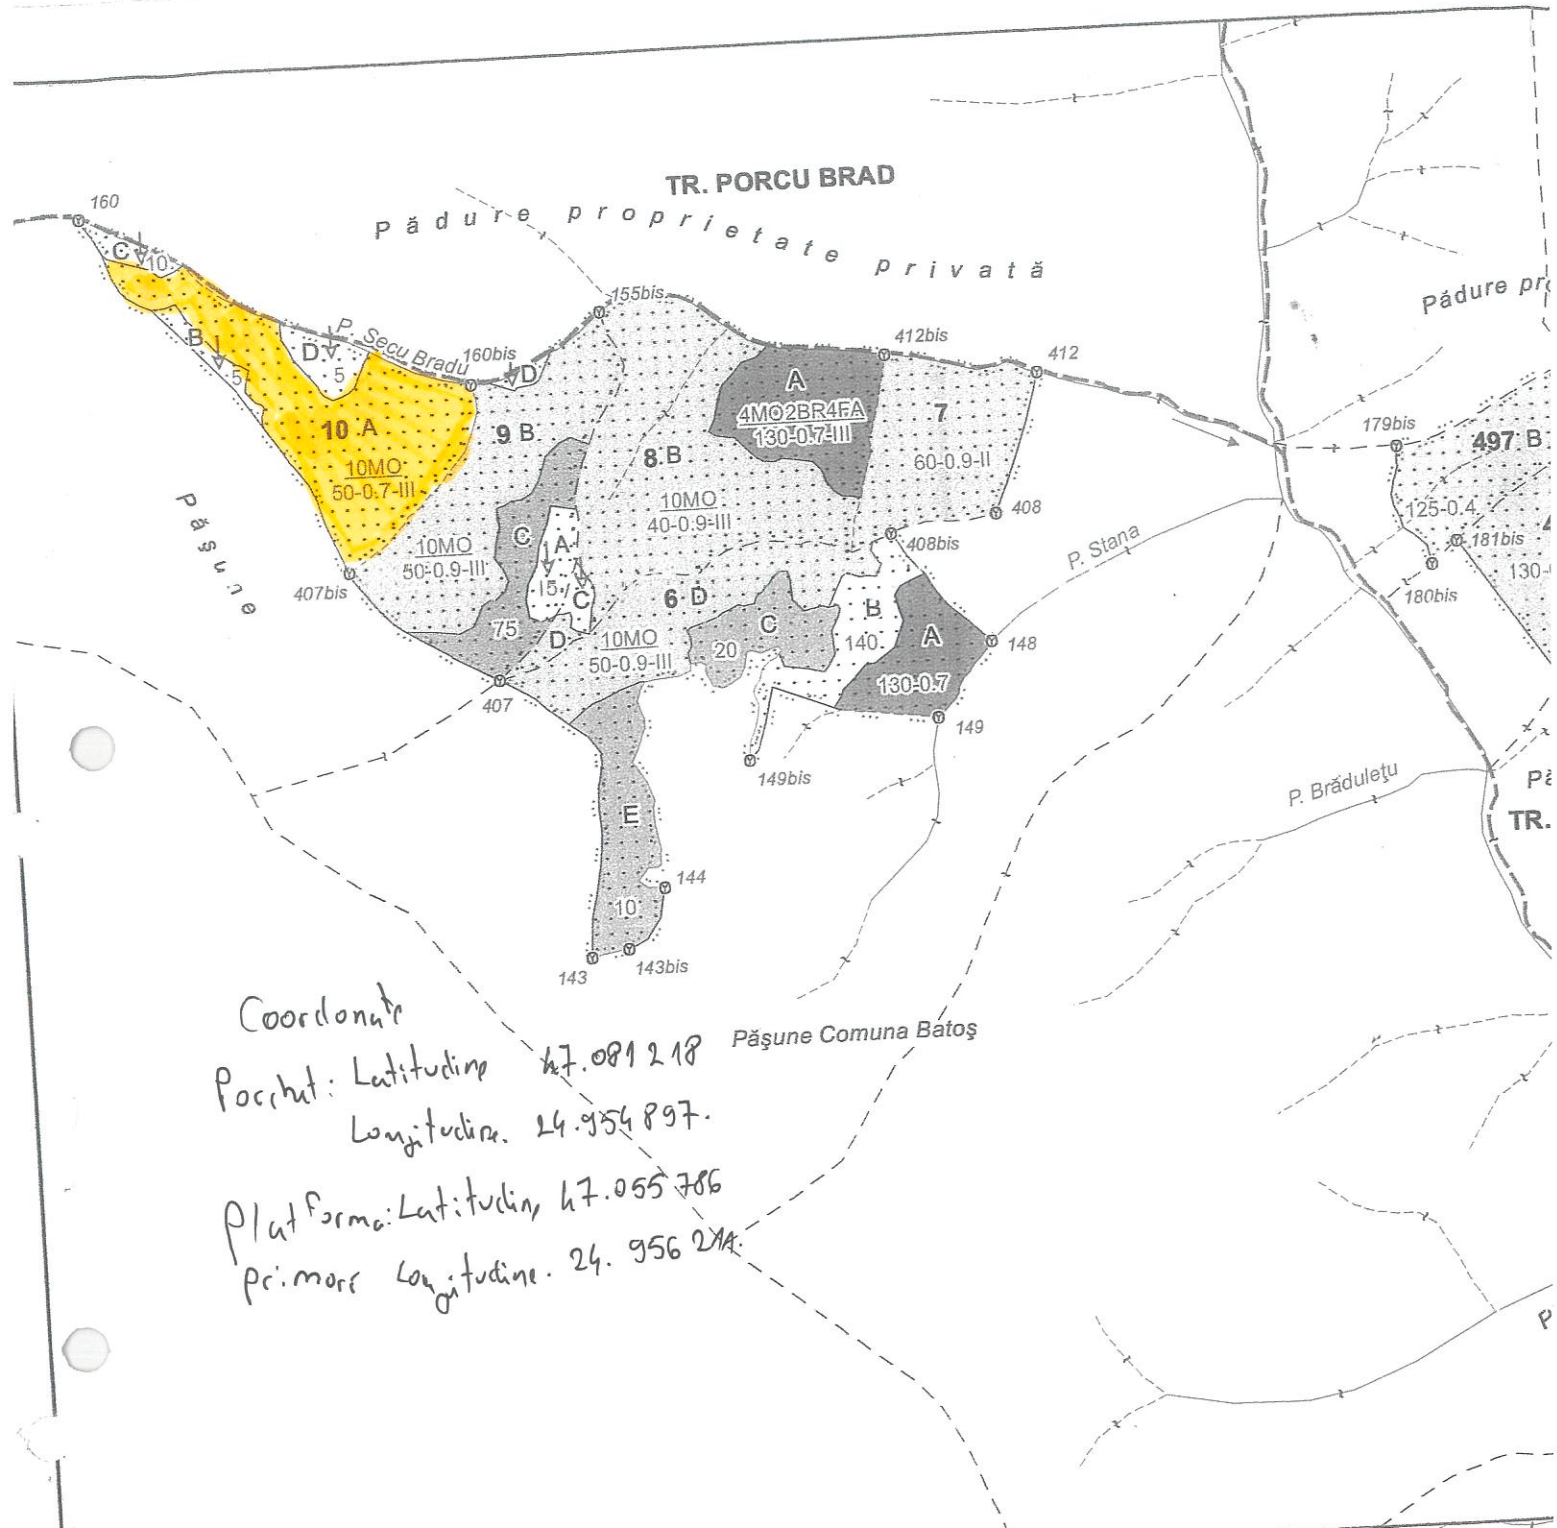 TR. PORCU BRAD
Pădure proprietate privată
160
C 10
155bis
P. Secu Bradu
160bis
412bis
412
B 5
D 5
D
A
4MO2BR4FA
130-0.7-III
7
60-0.9-II
Pădure pr
179bis
497 B
125-0.4
181bis
180bis
130-
10 A
10MO
50-0.7-III
9 B
8 B
10MO
40-0.9-III
408
408bis
P. Stana
Pășune
407bis
10MO
50-0.9-III
C
A
15
C
75
D
6 D
10MO
50-0.9-III
C
20
B
140
A
130-0.7
148
407
149
149bis
P. Brăduleţu
Pă
TR.
E
10
144
143
143bis
Păşune Comuna Batoş
P
Coordonate
Parchet: Latitudine 47.081218
Longitudine. 24.954897.
Platforma: Latitudine 47.055786
primara Longitudine. 24. 956211.